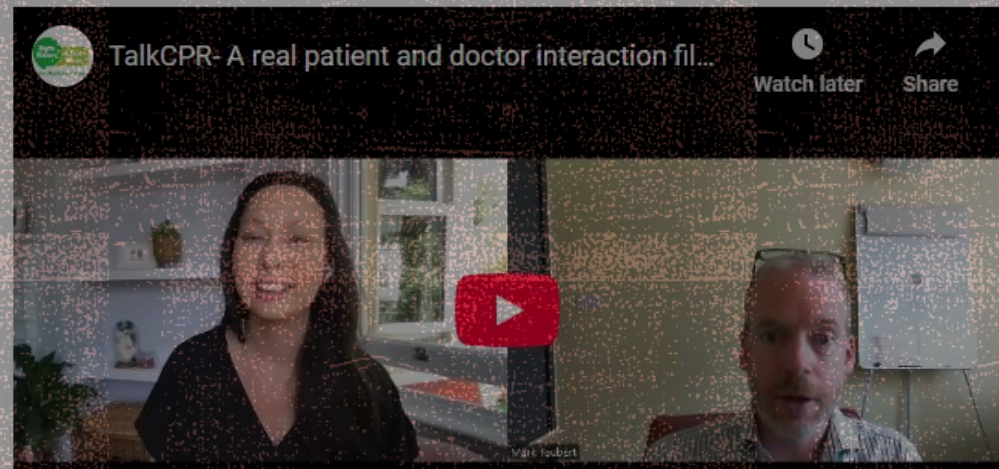 TalkCPR- A real patient and doctor interaction fil...
Watch later
Share
Mark Taubert